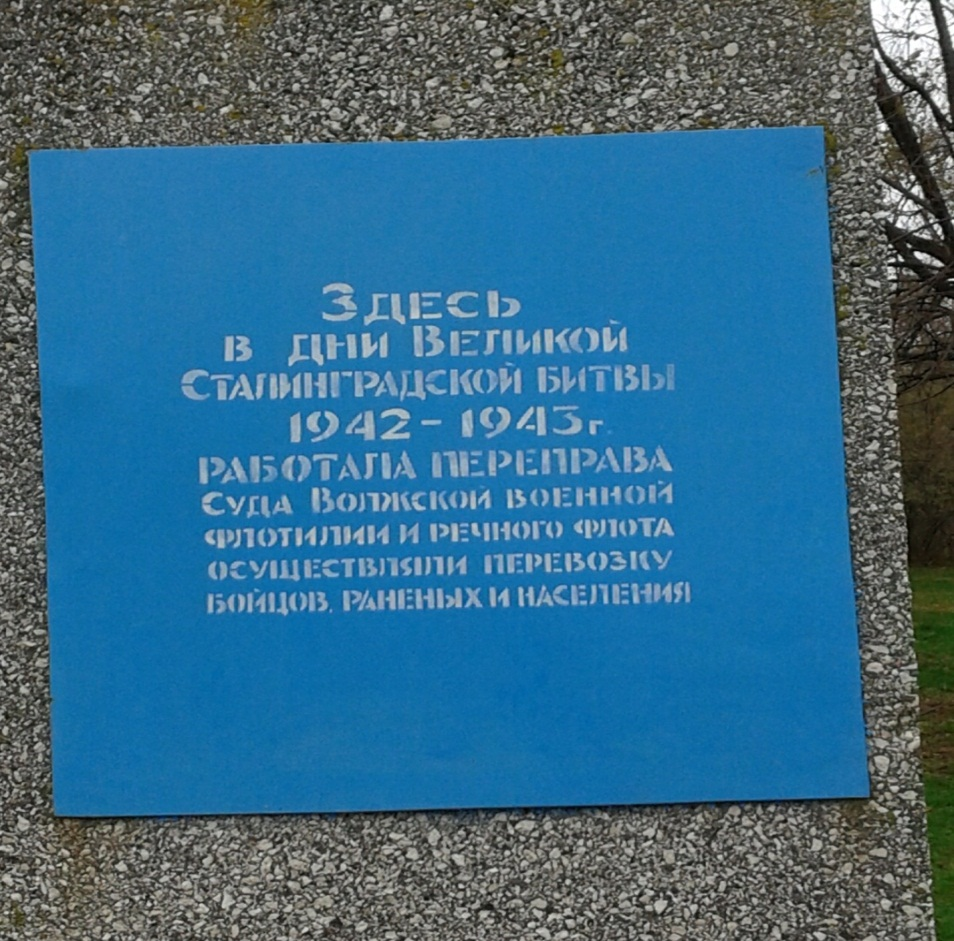 Здесь
в дни Великой
Сталинградской битвы
1942-1943г.
работала переправа
Суда Волжской военной
флотилии и речного флота
осуществляли перевозку
бойцов, раненых и населения